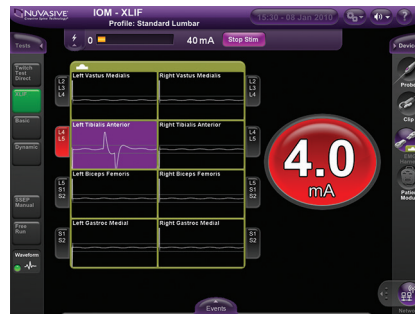 NUVASIVE
IOM - XLIF
Profile: Standard Lumbar
15:30 - 08 Jan 2010
?
Tests
0
40 mA
Stop Stim
Device
Twitch
Test
Direct
XLIF
Basic
Dynamic
SSEP
Manual
Free
Run
Waveform
L2
L3
L4
Left Vastus Medialis
Right Vastus Medialis
L2
L3
L4
L4
L5
Left Tibialis Anterior
Right Tibialis Anterior
L4
L5
L5
S1
S2
Left Biceps Femoris
Right Biceps Femoris
L5
S1
S2
S1
S2
Left Gastroc Medial
Right Gastroc Medial
S1
S2
4.0
mA
Probe
Clip
Patien
Modu
Events
Netwo